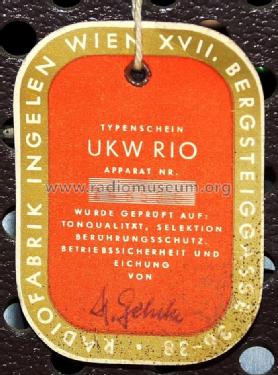 RADIOFABRIK INGELEN WIEN XVII. BERGSTEIGGASSE 36-38
TYPENSCHEIN
UKW RIO
APPARAT NR.
www.radiomuseum.org
WURDE GEPRÜFT AUF:
TONQUALITÄT, SELEKTION
BERÜHRUNGSSCHUTZ,
BETRIEBSSICHERHEIT UND
EICHUNG
VON